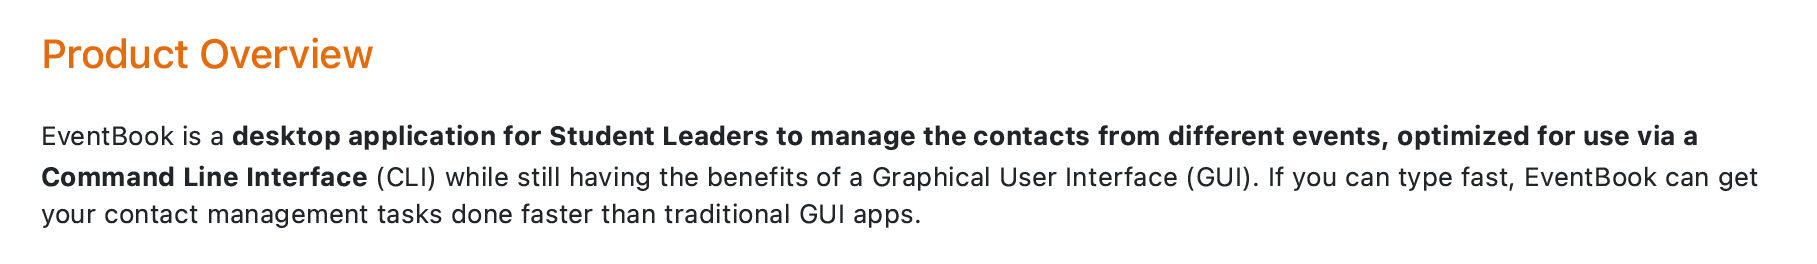 Product Overview
EventBook is a desktop application for Student Leaders to manage the contacts from different events, optimized for use via a
Command Line Interface (CLI) while still having the benefits of a Graphical User Interface (GUI). If you can type fast, EventBook can get
your contact management tasks done faster than traditional GUI apps.